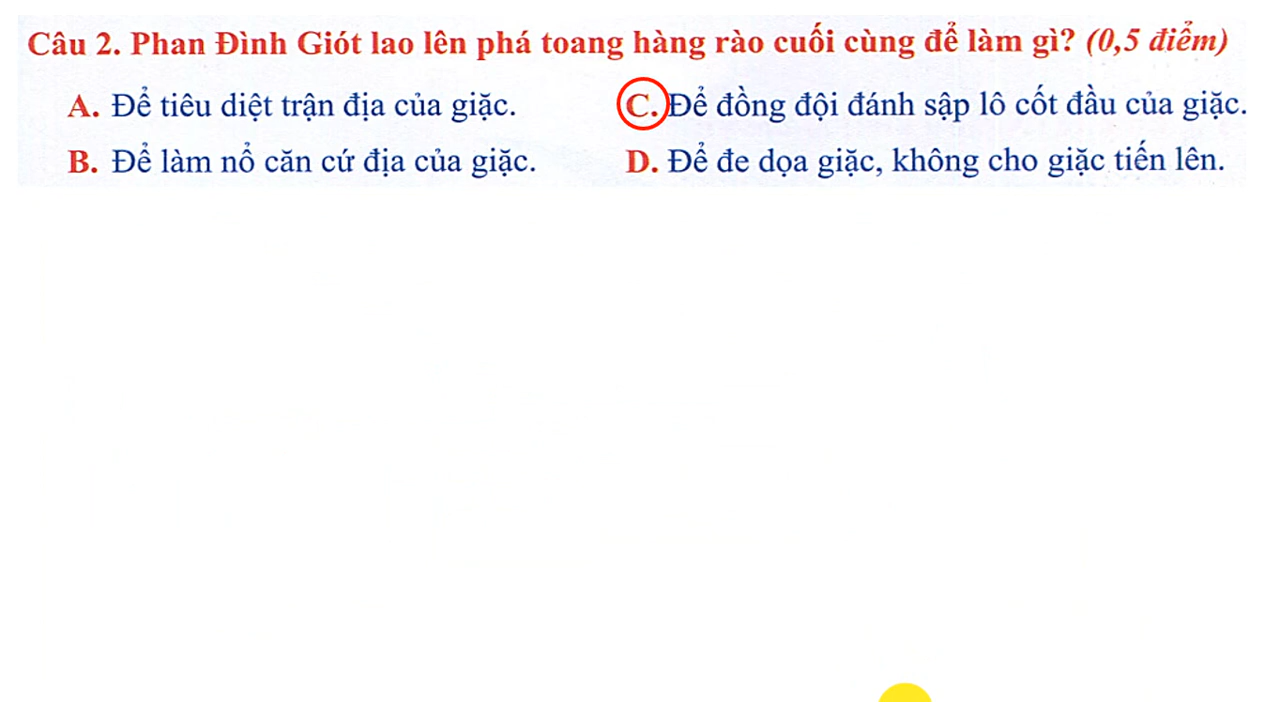 Câu 2. Phan Đình Giót lao lên phá toang hàng rào cuối cùng để làm gì? (0,5 điểm)
A. Để tiêu diệt trận địa của giặc.
C. Để đồng đội đánh sập lô cốt đầu của giặc.
B. Để làm nổ căn cứ địa của giặc.
D. Để đe dọa giặc, không cho giặc tiến lên.